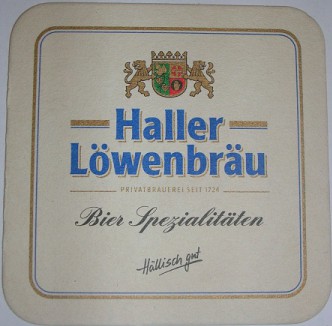 Haller
Löwenbräu
PRIVATBRAUEREI SEIT 1724
Bier Spezialitäten
Hällisch gut